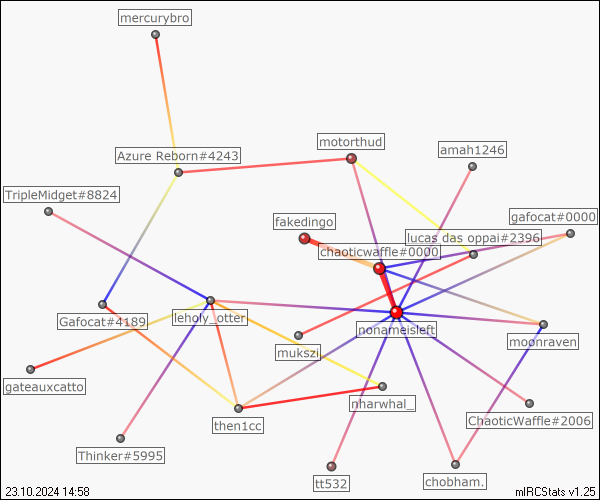 mercurybro
motorthud
amah1246
Azure Reborn#4243
TripleMidget#8824
gafocat#0000
fakedingo
lucas das oppai#2396
chaoticwaffle#0000
Gafocat#4189
leholy_otter
nonameisleft
moonraven
mukszi
gateauxcatto
nharwhal_
ChaoticWaffle#2006
then1cc
Thinker#5995
tt532
chobham.
23.10.2024 14:58
mIRCStats v1.25